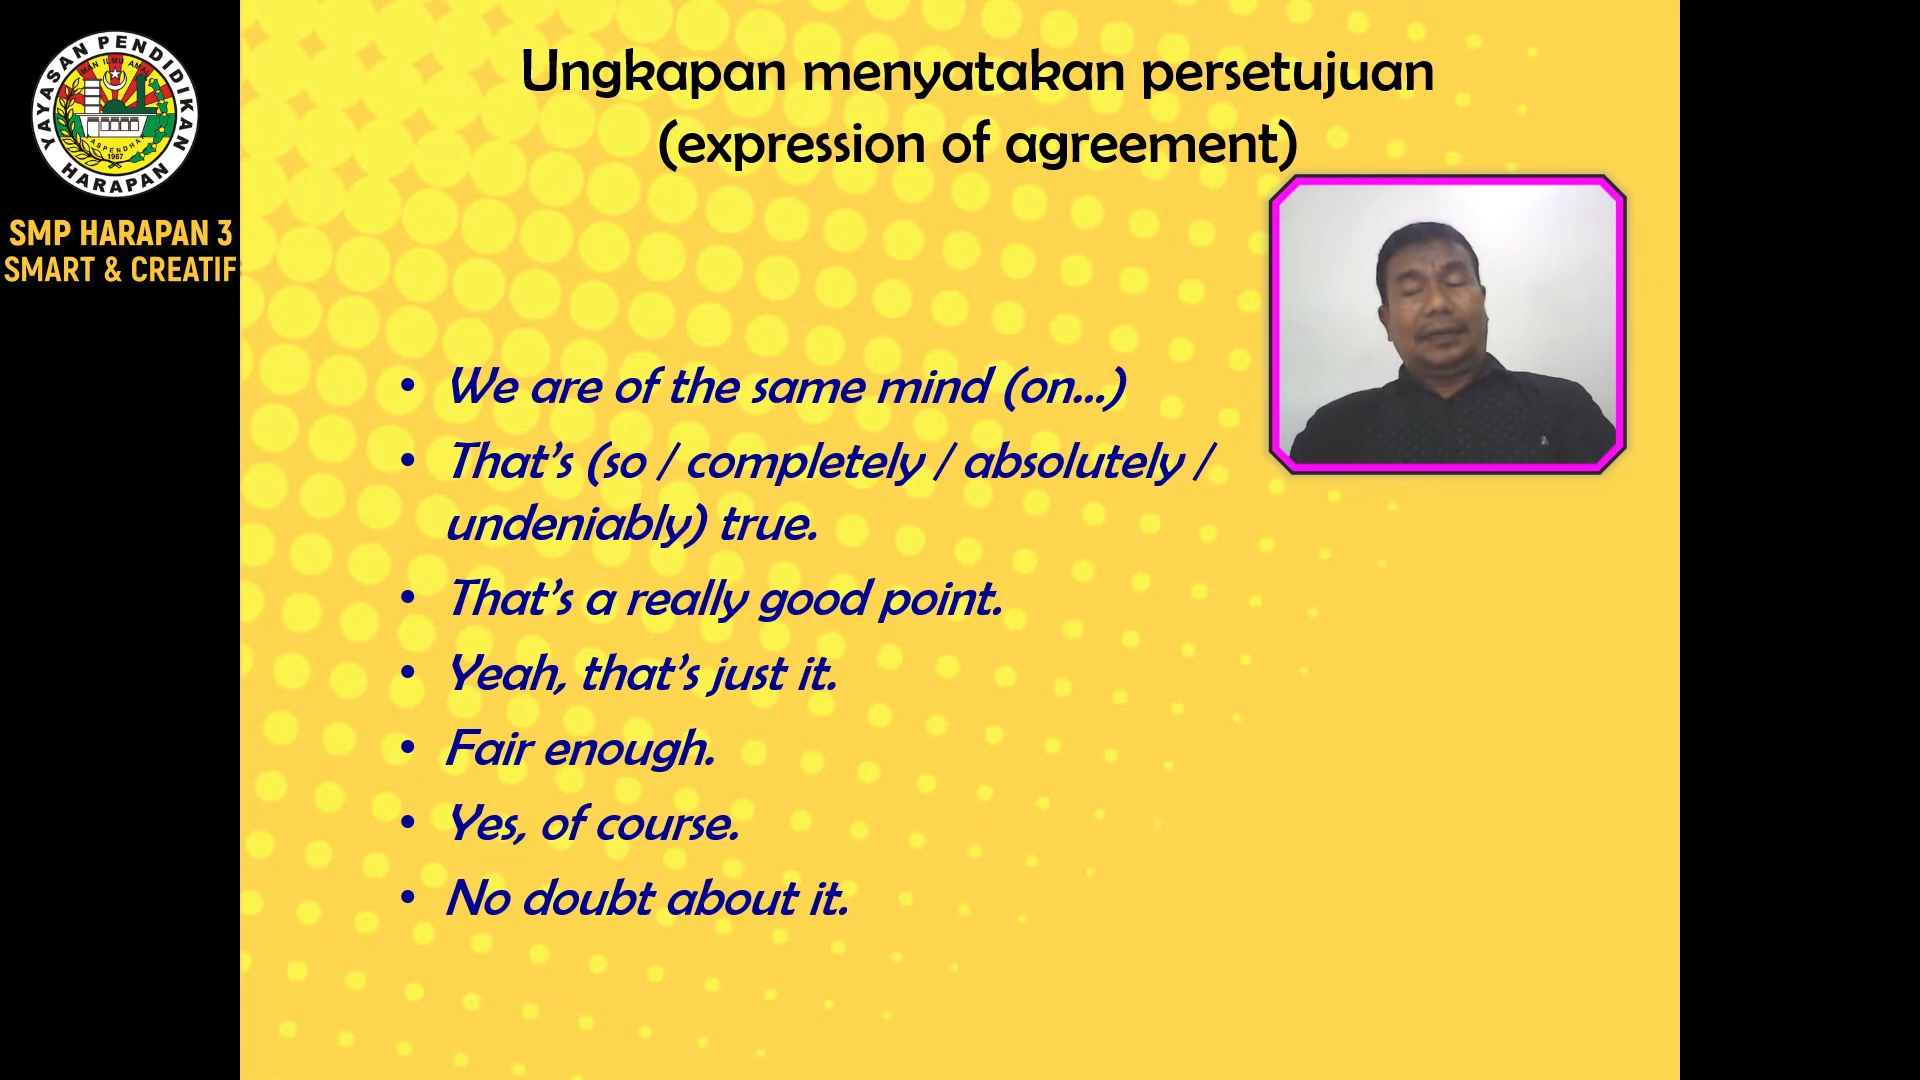 YAYASAN PENDIDIKAN
HARAPAN
ASPENDHA
1967
SMP HARAPAN 3
SMART & CREATIF
Ungkapan menyatakan persetujuan
(expression of agreement)
• We are of the same mind (on...)
• That's (so / completely / absolutely /
undeniably) true.
• That's a really good point.
• Yeah, that's just it.
• Fair enough.
• Yes, of course.
• No doubt about it.